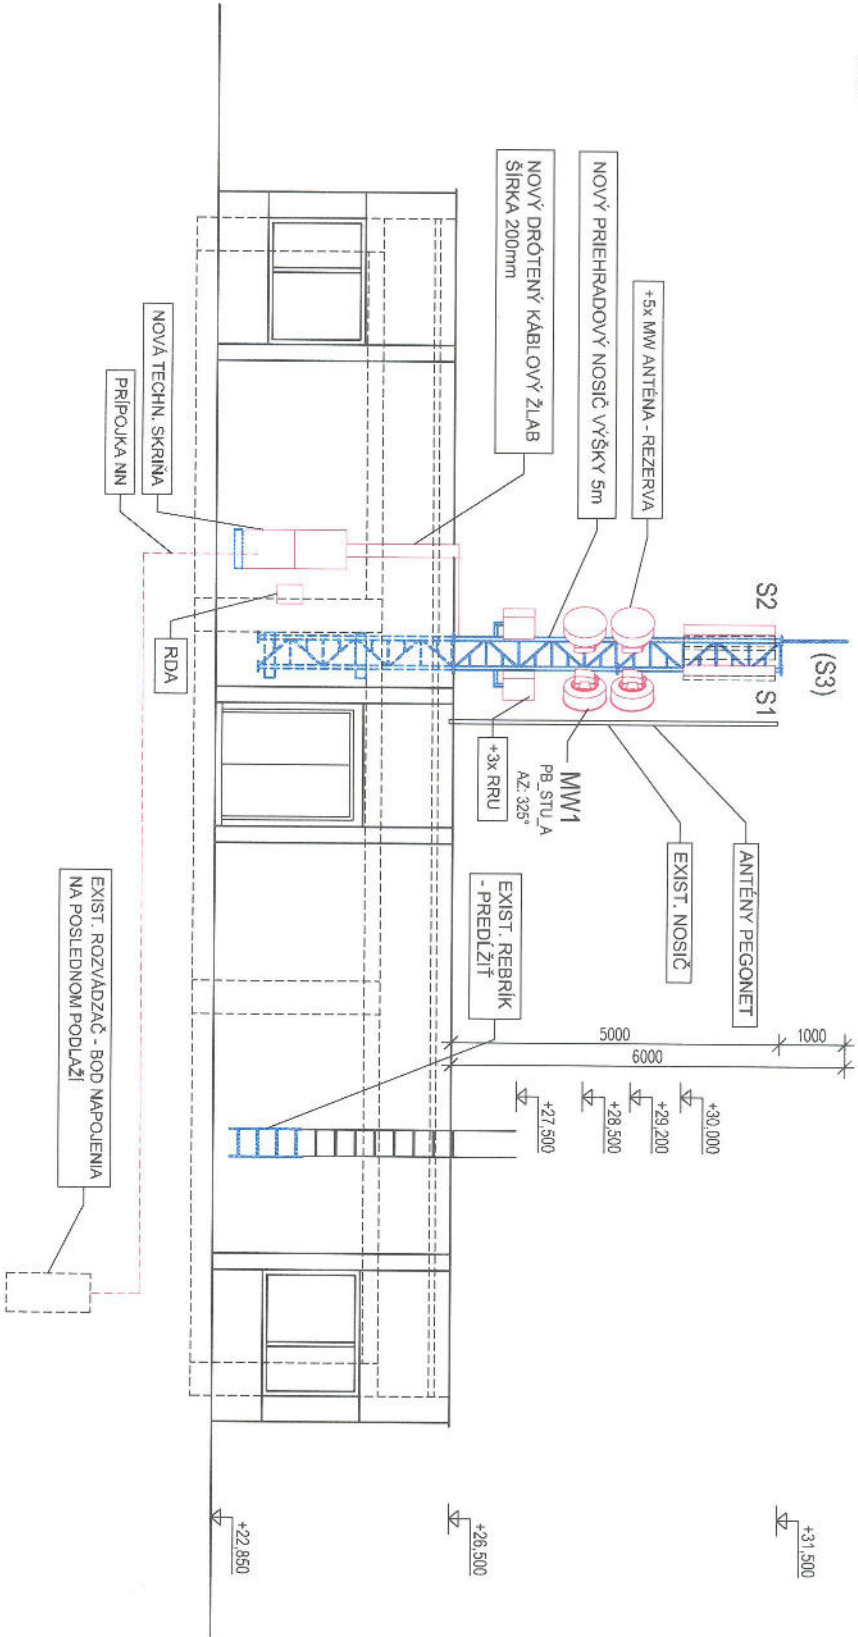 +5x MW ANTÉNA - REZERVA
NOVÝ PRIEHRADOVÝ NOSIČ VÝŠKY 5m
NOVÝ DRÔTENÝ KÁBLOVÝ ŽLAB
ŠÍRKA 200mm
NOVÁ TECHN. SKRIŇA
PRÍPOJKA NN
RDA
S2
(S3)
S1
MW1
PB_STU_A
AZ: 325°
+3x RRU
ANTÉNY PEGONET
EXIST. NOSIČ
EXIST. REBRÍK
- PREDĹŽIŤ
EXIST. ROZVÁDZAČ - BOD NAPOJENIA
NA POSLEDNOM PODLAŽÍ
1000
5000
6000
+30,000
+29,200
+28,500
+27,500
+31,500
+26,500
+22,850